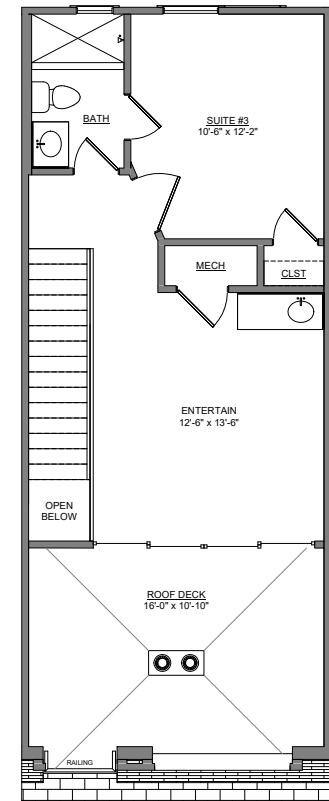 BATH
SUITE #3
10'-6" x 12'-2"
MECH
CLST
ENTERTAIN
12'-6" x 13'-6"
OPEN
BELOW
ROOF DECK
16'-0" x 10'-10"
RAILING